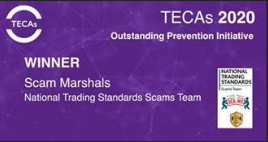 TECAs
TECAs 2020
Outstanding Prevention Initiative
WINNER
Scam Marshals
National Trading Standards Scams Team
NATIONAL
TRADING
STANDARDS
Scams Team